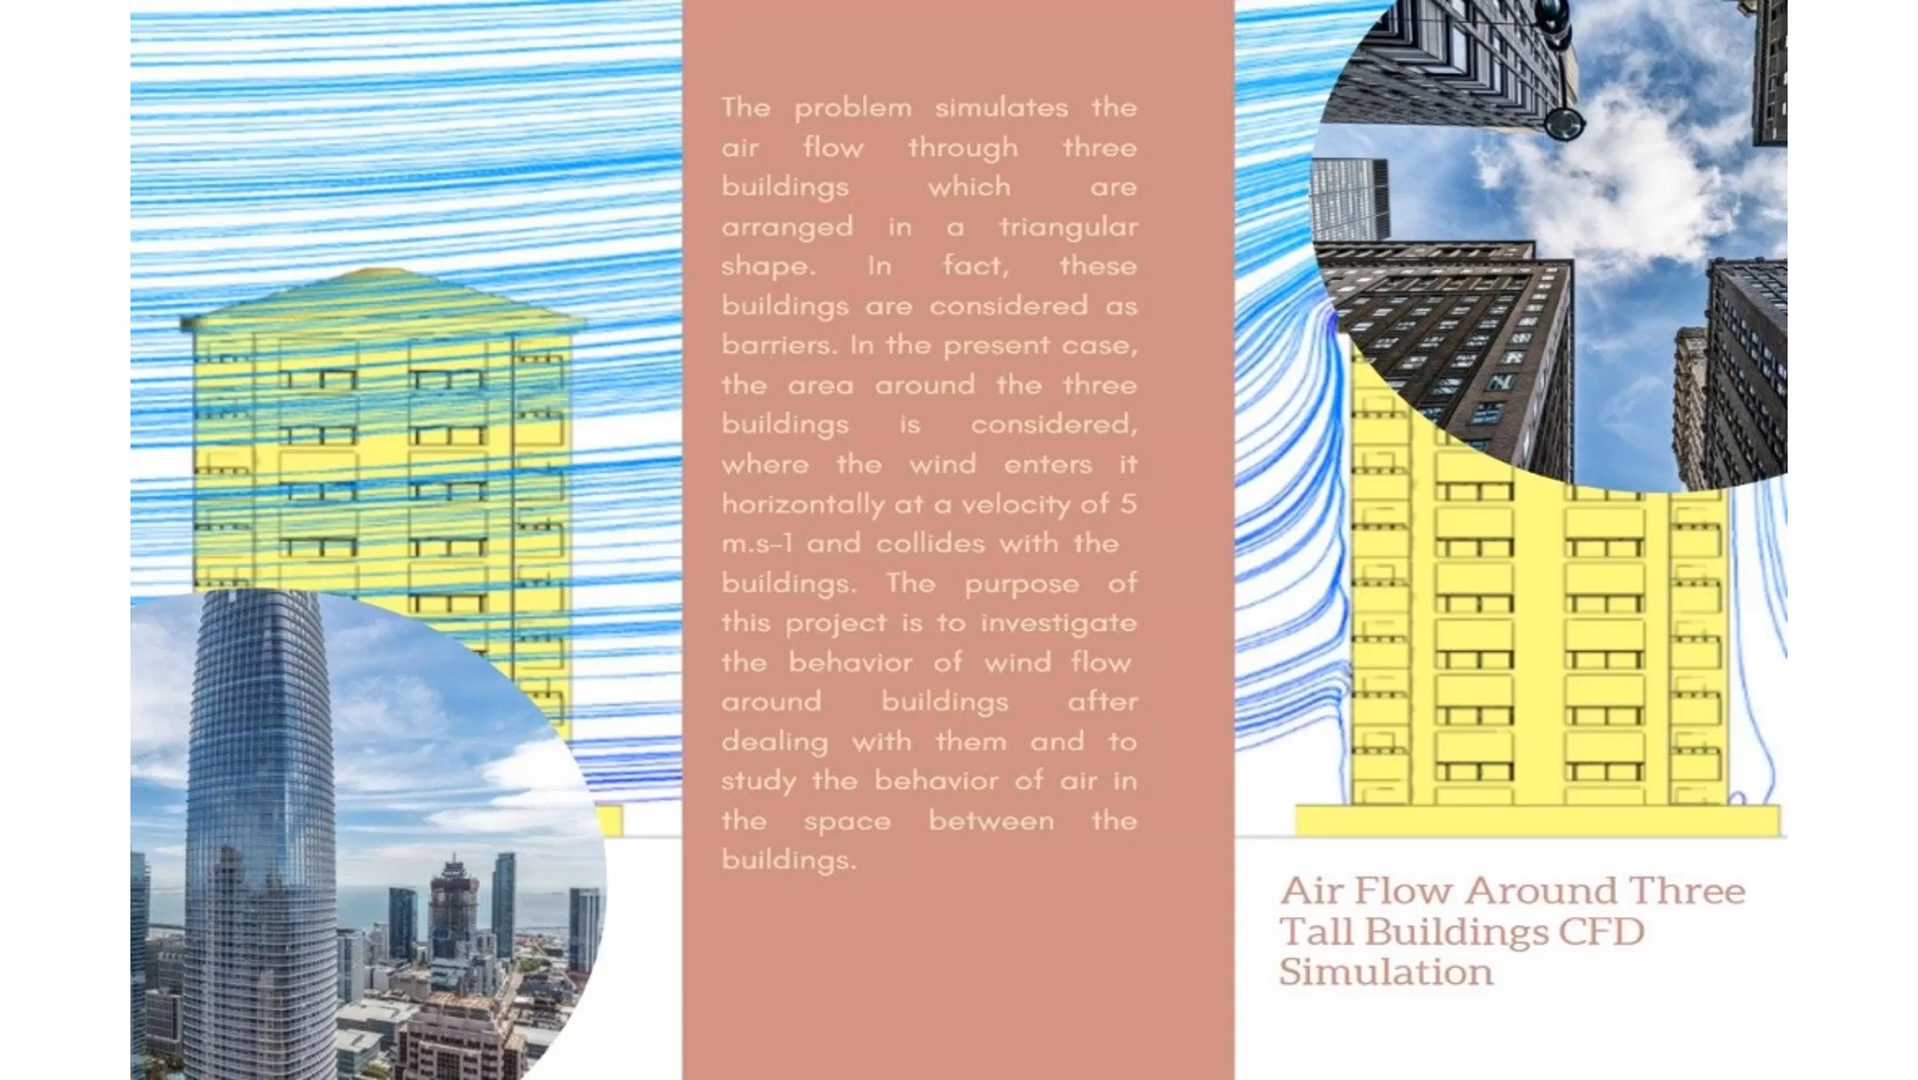 The problem simulates the
air flow through three
buildings which are
arranged in a triangular
shape. In fact, these
buildings are considered as
barriers. In the present case,
the area around the three
buildings is considered,
where the wind enters it
horizontally at a velocity of 5
m.s-1 and collides with the
buildings. The purpose of
this project is to investigate
the behavior of wind flow
around buildings after
dealing with them and to
study the behavior of air in
the space between the
buildings.
Air Flow Around Three
Tall Buildings CFD
Simulation